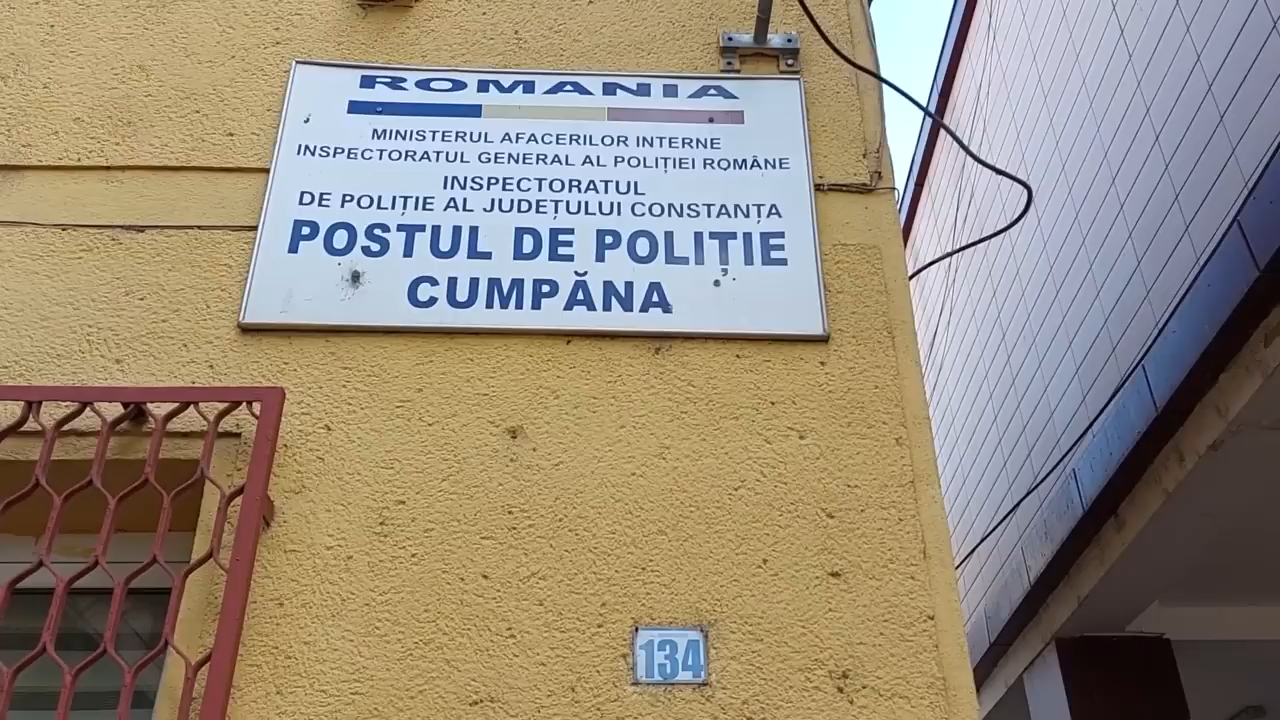 ROMANIA
MINISTERUL AFACERILOR INTERNE
INSPECTORATUL GENERAL AL POLIȚIEI ROMÂNE
INSPECTORATUL
DE POLIȚIE AL JUDEȚULUI CONSTANȚA
POSTUL DE POLIȚIE
CUMPĂNA
134